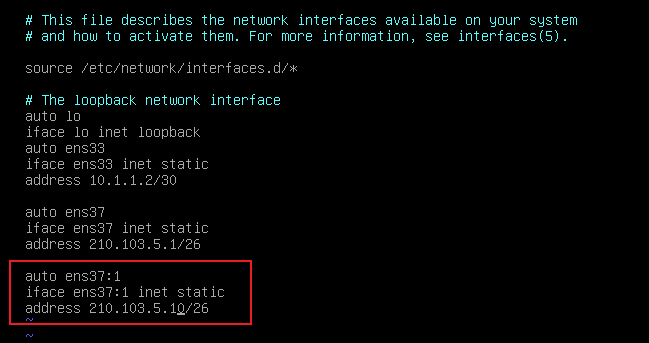 # This file describes the network interfaces available on your system
# and how to activate them. For more information, see interfaces(5).
source /etc/network/interfaces.d/*
# The loopback network interface
auto lo
iface lo inet loopback
auto ens33
iface ens33 inet static
address 10.1.1.2/30
auto ens37
iface ens37 inet static
address 210.103.5.1/26
auto ens37:1
iface ens37:1 inet static
address 210.103.5.10/26
~
~